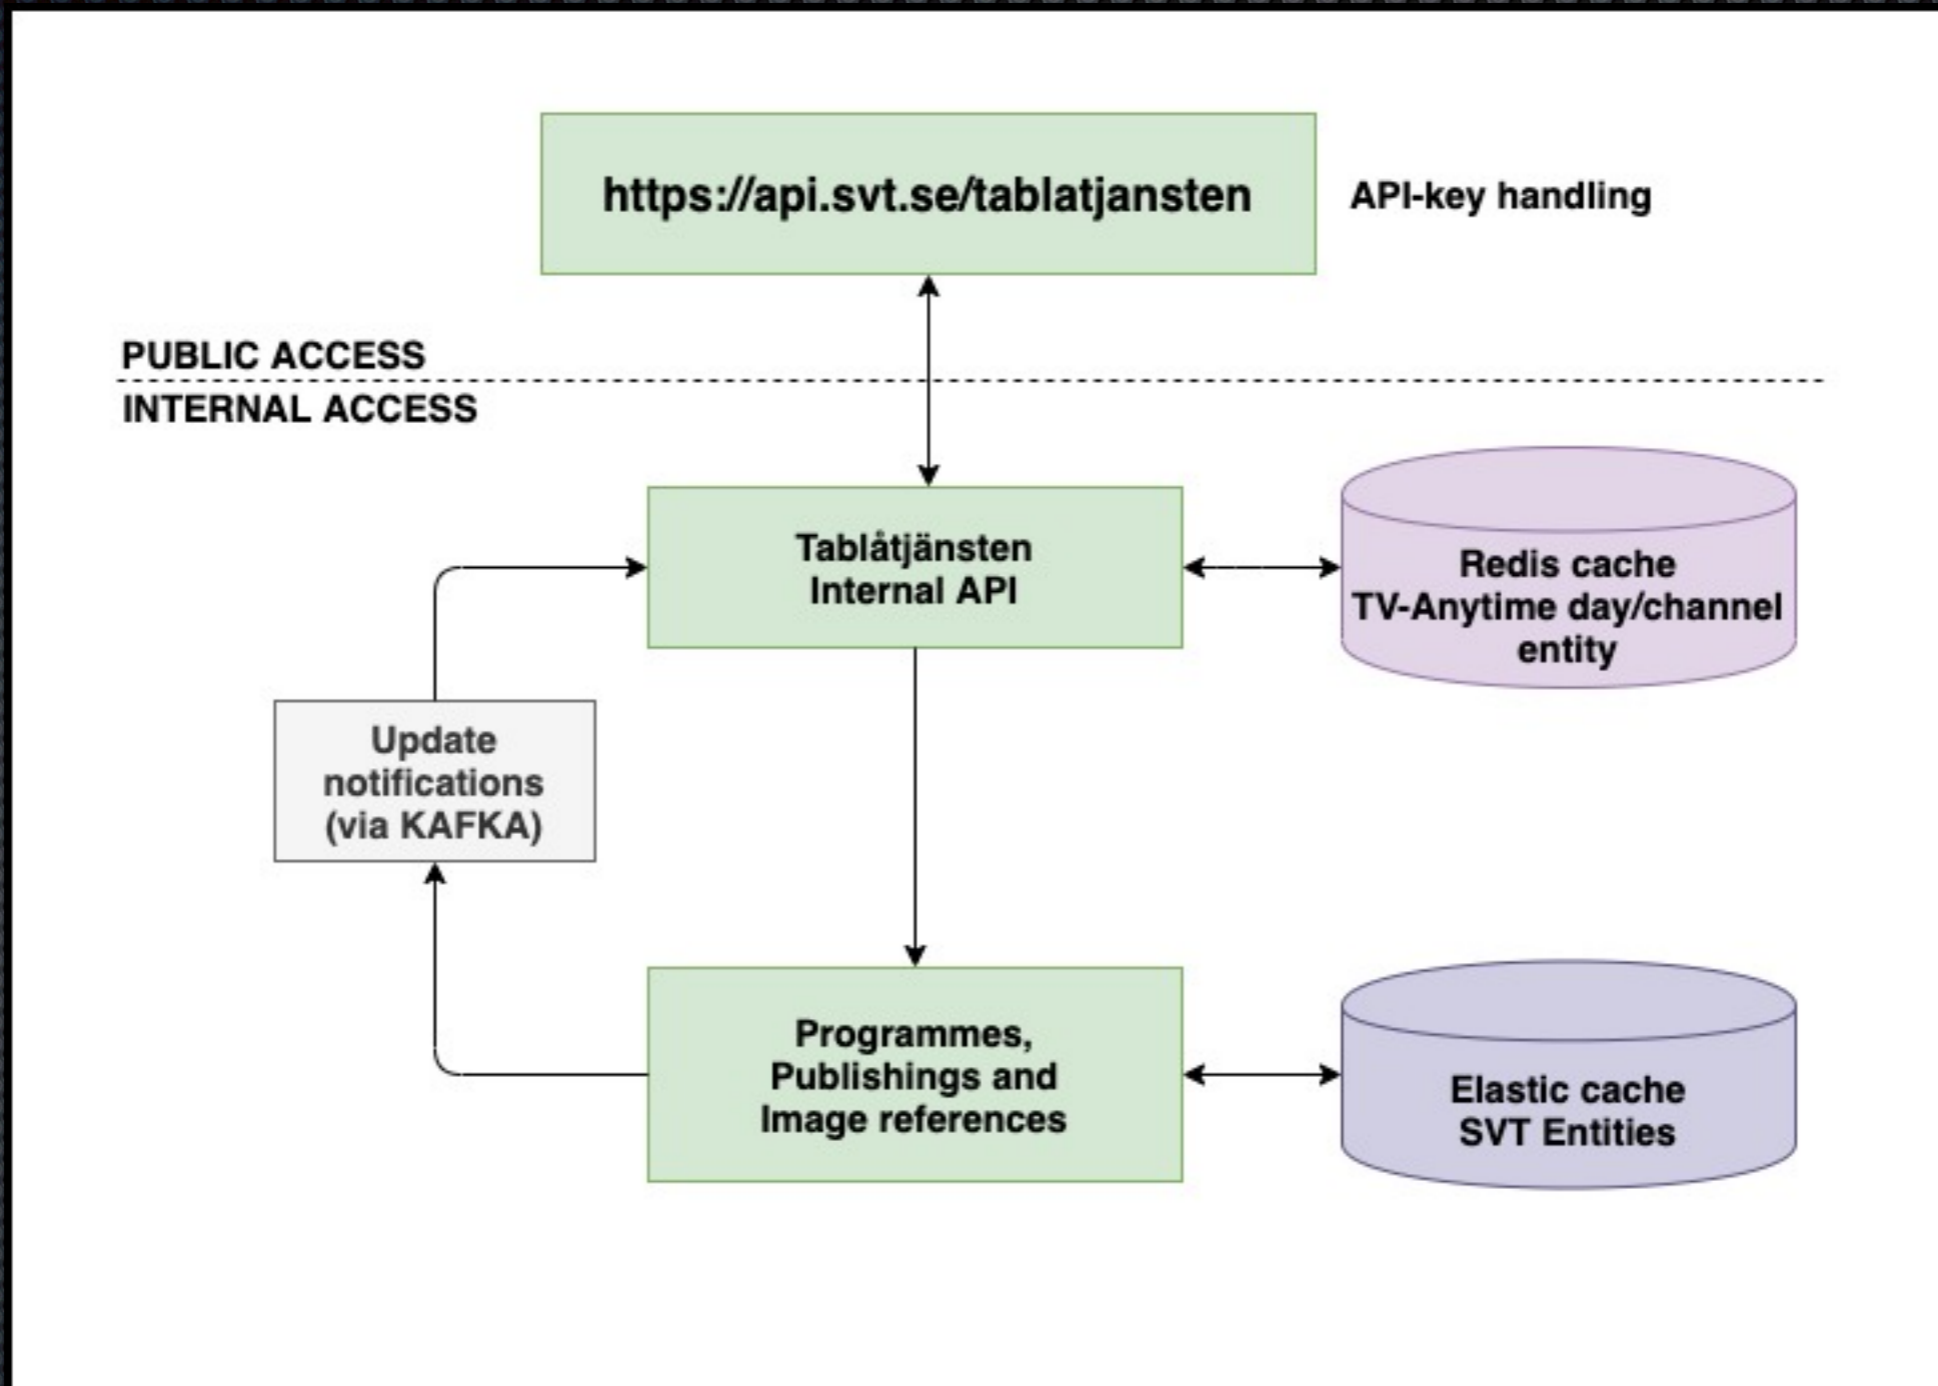 https://api.svt.se/tablatjansten
API-key handling
PUBLIC ACCESS
INTERNAL ACCESS
Tablåtjänsten
Internal API
Redis cache
TV-Anytime day/channel
entity
Update
notifications
(via KAFKA)
Programmes,
Publishings and
Image references
Elastic cache
SVT Entities